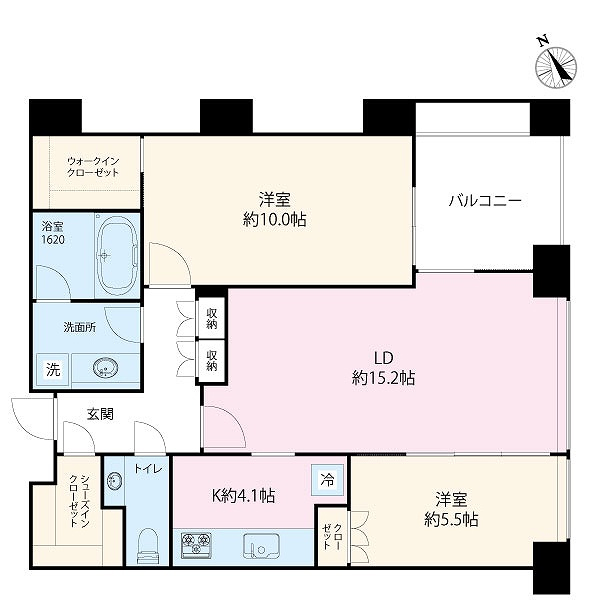 N
ウォークイン
クローゼット
洋室
約10.0帖
バルコニー
浴室
1620
収納
洗面所
収納
LD
約15.2帖
洗
玄関
トイレ
シューズイン
クローゼット
K約4.1帖
冷
洋室
約5.5帖
クロー
ゼット